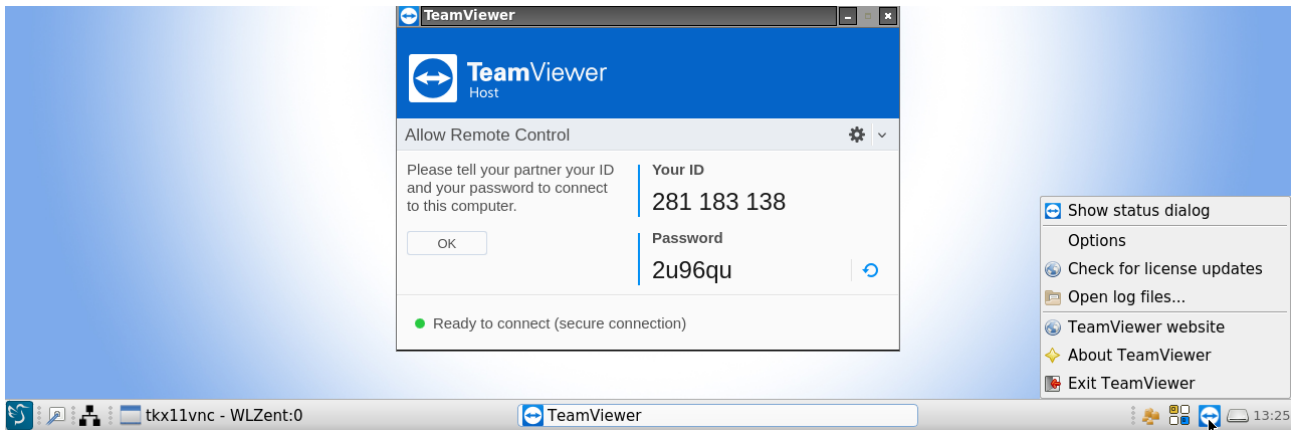 TeamViewer
TeamViewer
Host
Allow Remote Control
Please tell your partner your ID
and your password to connect
to this computer.
OK
Your ID
281 183 138
Password
2u96qu
Ready to connect (secure connection)
Show status dialog
Options
Check for license updates
Open log files...
TeamViewer website
About TeamViewer
Exit TeamViewer
tkx11vnc - WLZent:0
TeamViewer
13:25